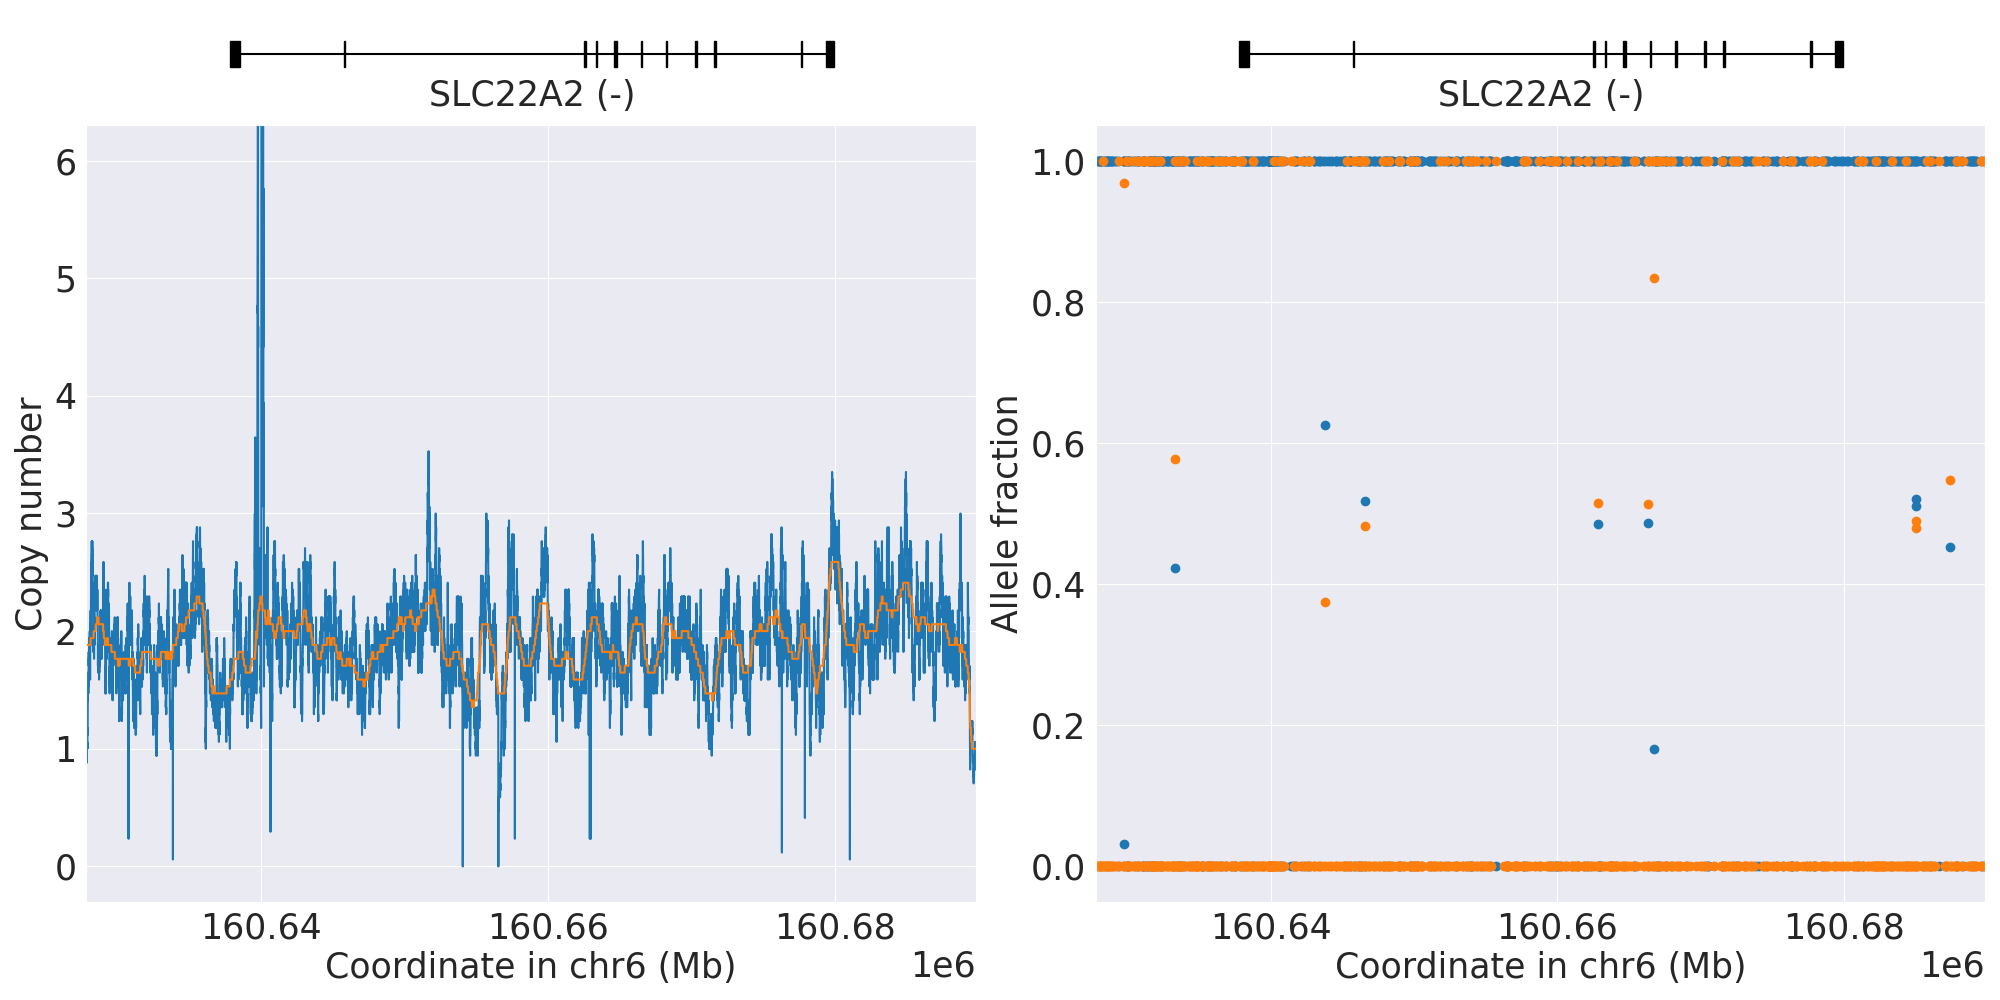 SLC22A2 (-)
6
5
4
3
2
1
0
Copy number
160.64
160.66
160.68
Coordinate in chr6 (Mb)
1e6
SLC22A2 (-)
1.0
0.8
0.6
0.4
0.2
0.0
Allele fraction
160.64
160.66
160.68
Coordinate in chr6 (Mb)
1e6